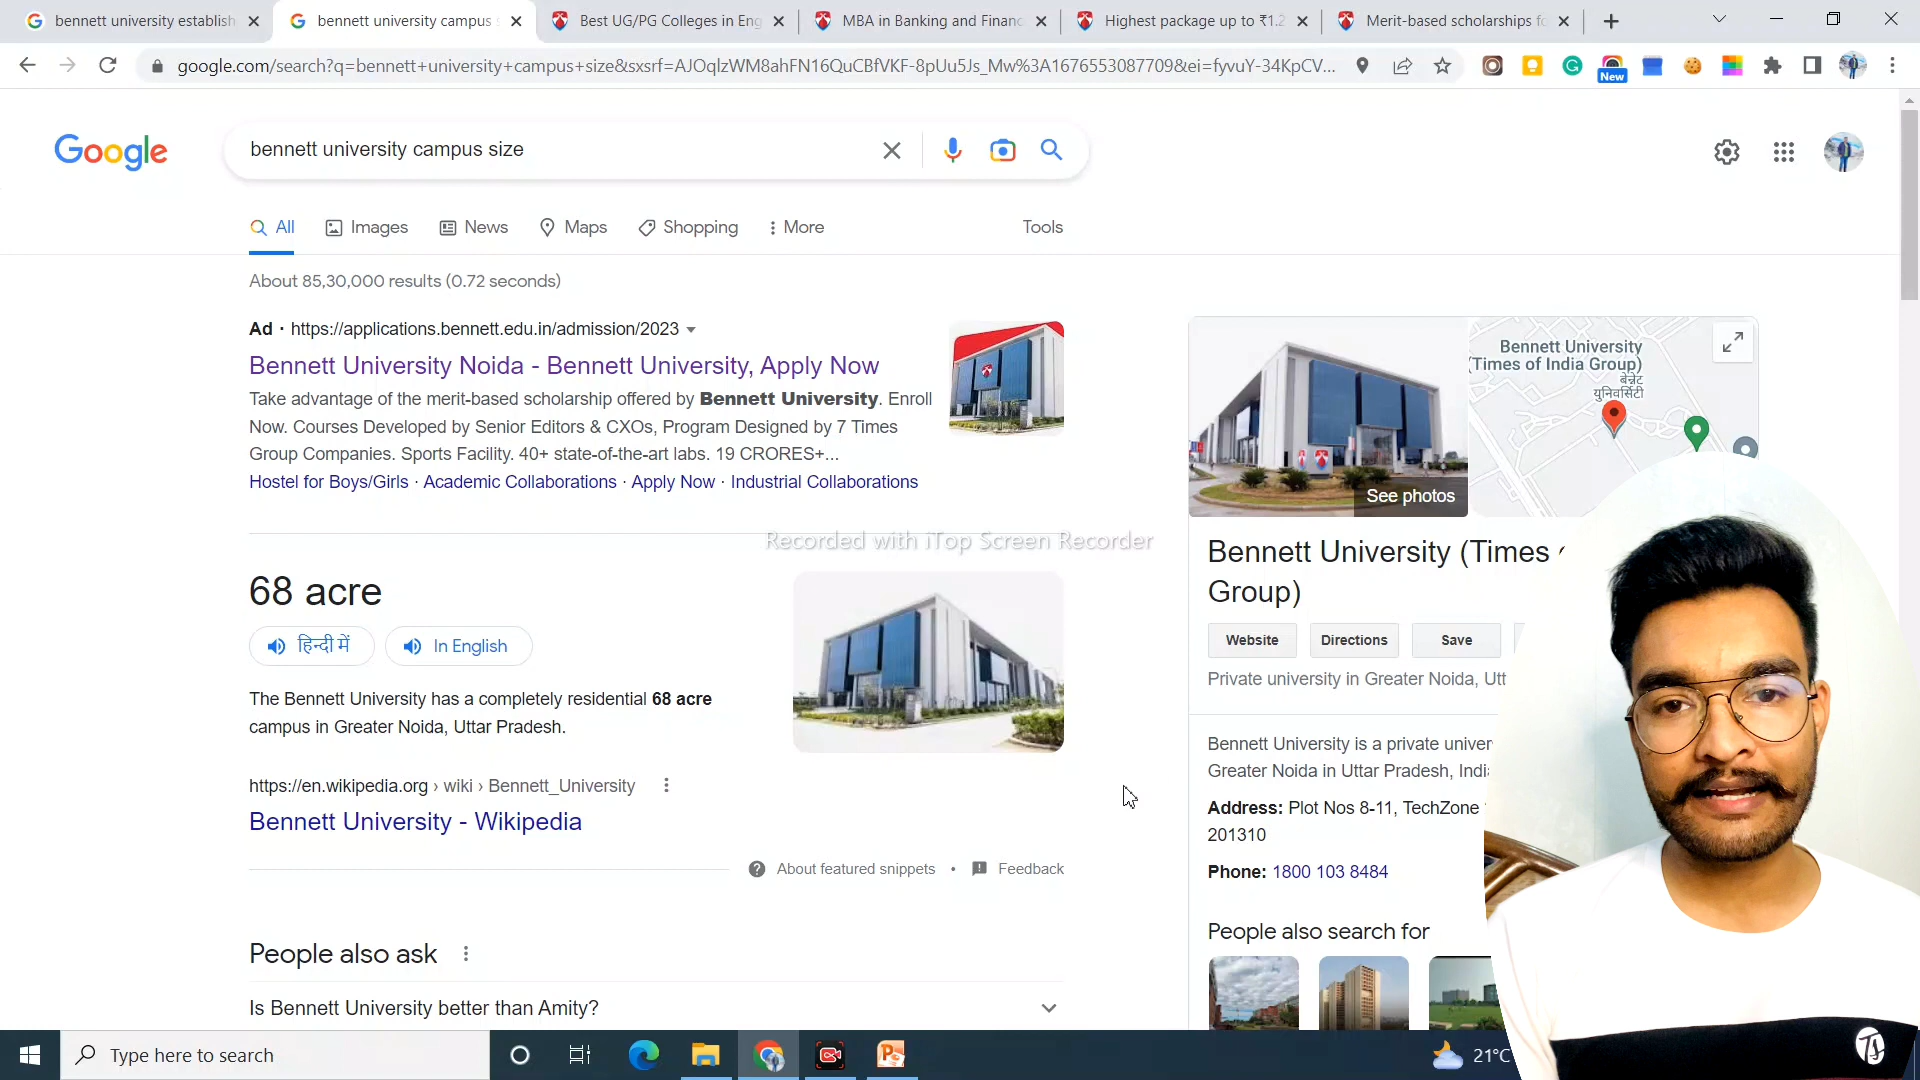 bennett university establish
bennett university campus s
Best UG/PG Colleges in Eng
MBA in Banking and Financ
Highest package up to ₹1.2
Merit-based scholarships fo
google.com/search?q=bennett+university+campus+size&sxsrf=AJOqlzWM8ahFN16QuCBfVKF-8pUu5Js_Mw%3A1676553087709&ei=fyvuY-34KpCV...
New
Google
bennett university campus size
All
Images
News
Maps
Shopping
More
Tools
About 85,30,000 results (0.72 seconds)
Ad · https://applications.bennett.edu.in/admission/2023
Bennett University Noida - Bennett University, Apply Now
Take advantage of the merit-based scholarship offered by Bennett University. Enroll
Now. Courses Developed by Senior Editors & CXOs, Program Designed by 7 Times
Group Companies. Sports Facility. 40+ state-of-the-art labs. 19 CRORES+...
Hostel for Boys/Girls · Academic Collaborations · Apply Now · Industrial Collaborations
Recorded with iTop Screen Recorder
68 acre
हिन्दी में
In English
The Bennett University has a completely residential 68 acre
campus in Greater Noida, Uttar Pradesh.
https://en.wikipedia.org › wiki › Bennett_University
Bennett University - Wikipedia
About featured snippets
•
Feedback
People also ask
Is Bennett University better than Amity?
Bennett University
(Times of India Group)
बेनेट
युनिवर्सिटी
See photos
Bennett University (Times
Group)
Website
Directions
Save
Private university in Greater Noida, Utt
Bennett University is a private univer
Greater Noida in Uttar Pradesh, Indi
Address: Plot Nos 8-11, TechZone
201310
Phone: 1800 103 8484
People also search for
Type here to search
21°C